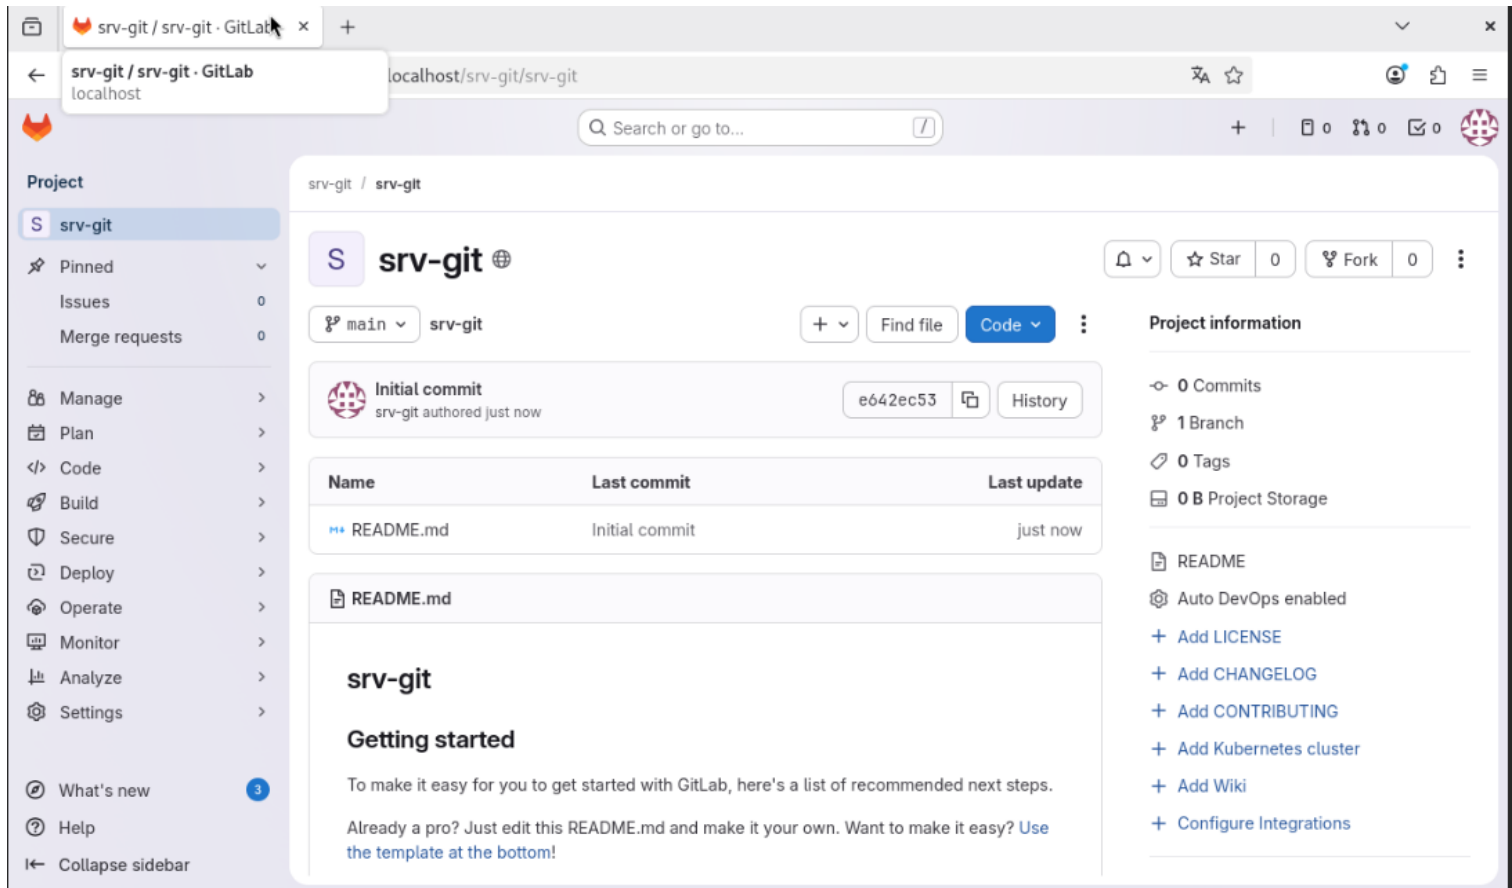 srv-git / srv-git · GitLab
srv-git / srv-git · GitLab
localhost
localhost/srv-git/srv-git
Search or go to... /
0 0 0
Project
S srv-git
Pinned
Issues 0
Merge requests 0
Manage
Plan
Code
Build
Secure
Deploy
Operate
Monitor
Analyze
Settings
What's new 3
Help
Collapse sidebar
srv-git / srv-git
S srv-git
Star 0 Fork 0
main srv-git
Find file Code
Initial commit
srv-git authored just now
e642ec53 History
Name Last commit Last update
README.md Initial commit just now
README.md
srv-git
Getting started
To make it easy for you to get started with GitLab, here's a list of recommended next steps.
Already a pro? Just edit this README.md and make it your own. Want to make it easy? Use
the template at the bottom!
Project information
0 Commits
1 Branch
0 Tags
0 B Project Storage
README
Auto DevOps enabled
+ Add LICENSE
+ Add CHANGELOG
+ Add CONTRIBUTING
+ Add Kubernetes cluster
+ Add Wiki
+ Configure Integrations